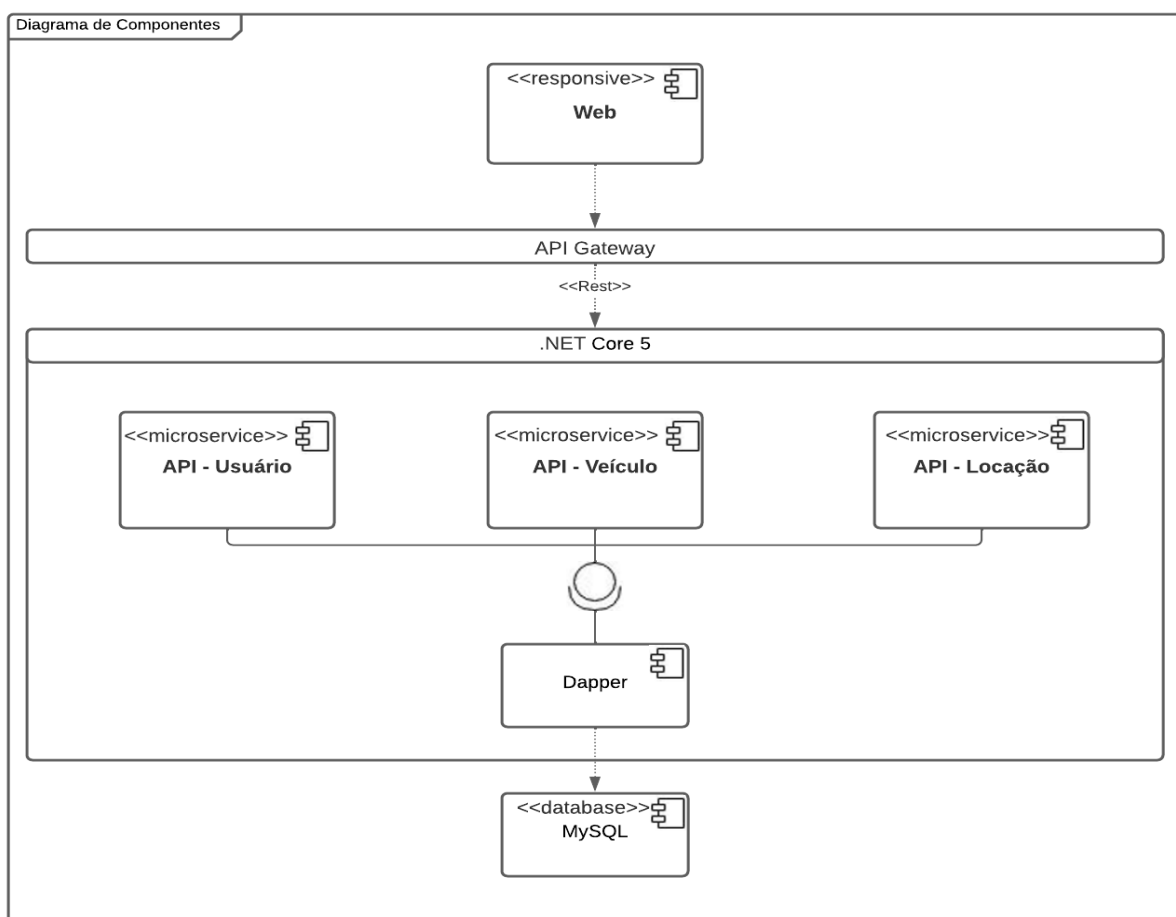 Diagrama de Componentes
<<responsive>>
Web
API Gateway
<<Rest>>
.NET Core 5
<<microservice>>
API - Usuário
<<microservice>>
API - Veículo
<<microservice>>
API - Locação
Dapper
<<database>>
MySQL